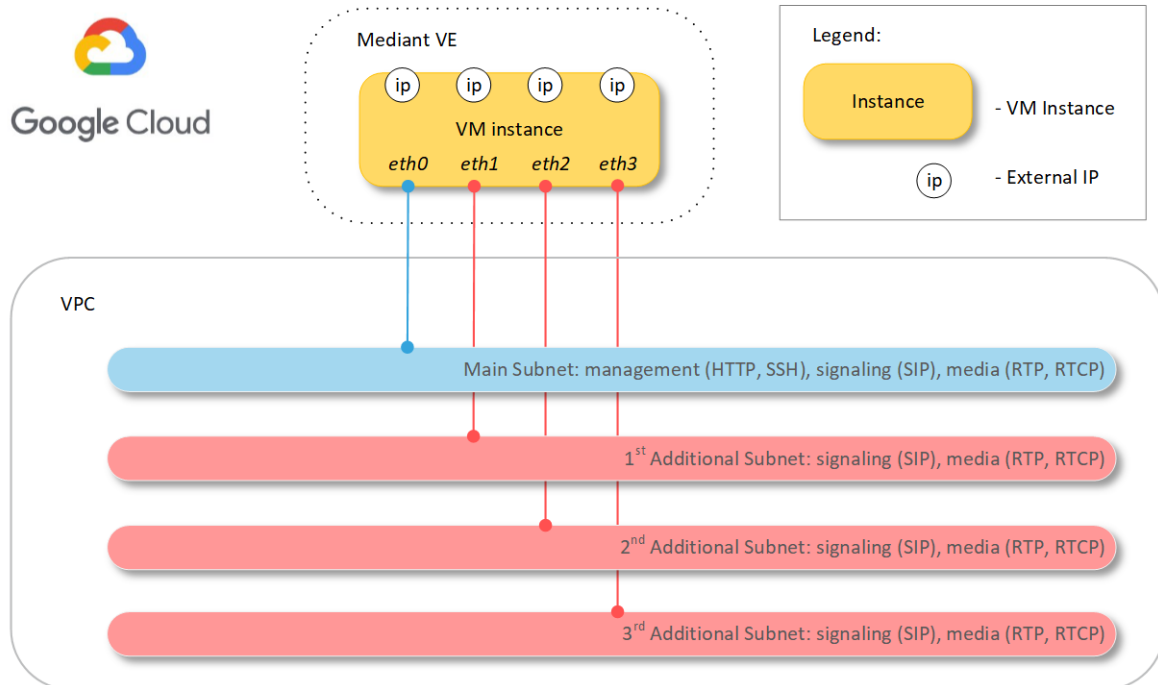 Google Cloud
Mediant VE
ip ip ip ip
VM instance
eth0 eth1 eth2 eth3
Legend:
Instance - VM Instance
ip - External IP
VPC
Main Subnet: management (HTTP, SSH), signaling (SIP), media (RTP, RTCP)
1st Additional Subnet: signaling (SIP), media (RTP, RTCP)
2nd Additional Subnet: signaling (SIP), media (RTP, RTCP)
3rd Additional Subnet: signaling (SIP), media (RTP, RTCP)